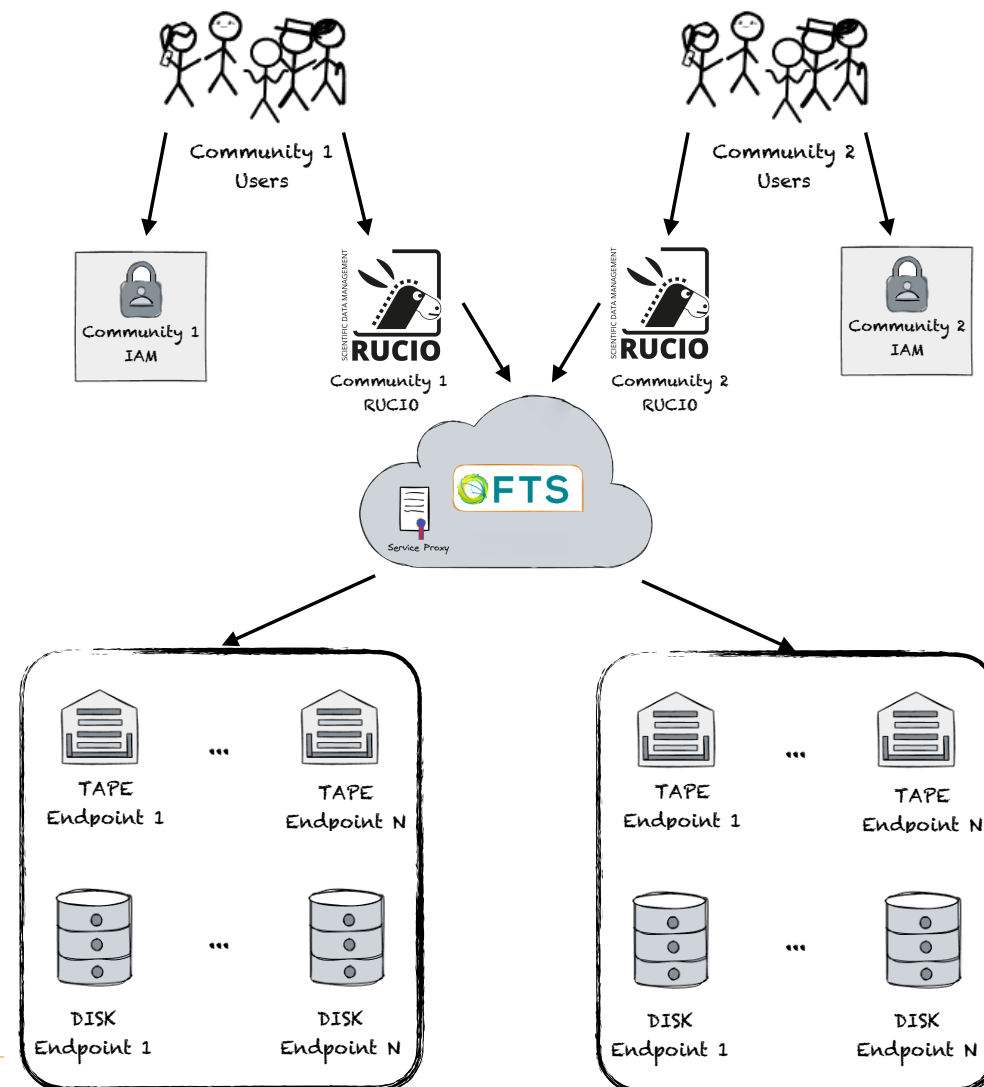 Community 1
Users
Community 2
Users
Community 1
IAM
SCIENTIFIC DATA MANAGEMENT
RUCIO
Community 1
RUCIO
SCIENTIFIC DATA MANAGEMENT
RUCIO
Community 2
RUCIO
Community 2
IAM
FTS
Service Proxy
TAPE
Endpoint 1
...
TAPE
Endpoint N
TAPE
Endpoint 1
...
TAPE
Endpoint N
DISK
Endpoint 1
...
DISK
Endpoint N
DISK
Endpoint 1
...
DISK
Endpoint N